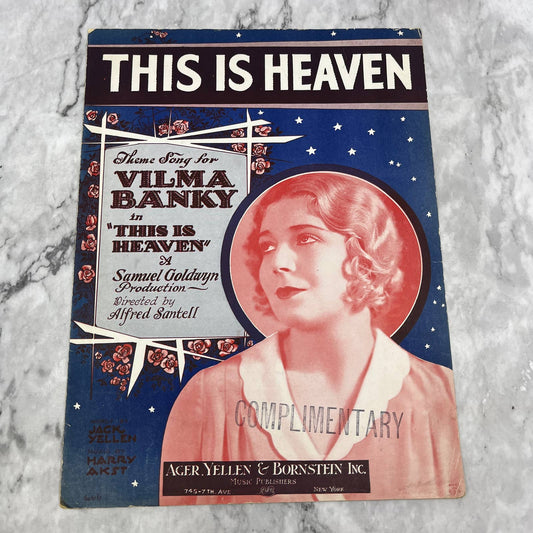 THIS IS HEAVEN
Theme Song for
VILMA
BANKY
in
"THIS IS
HEAVEN"
A
Samuel Goldwyn
Production
Directed by
Alfred Santell
JACK
YELLEN
HARRY
AKST
COMPLIMENTARY
AGER, YELLEN & BORNSTEIN INC.
MUSIC PUBLISHERS
745-7TH. AVE
NEW YORK